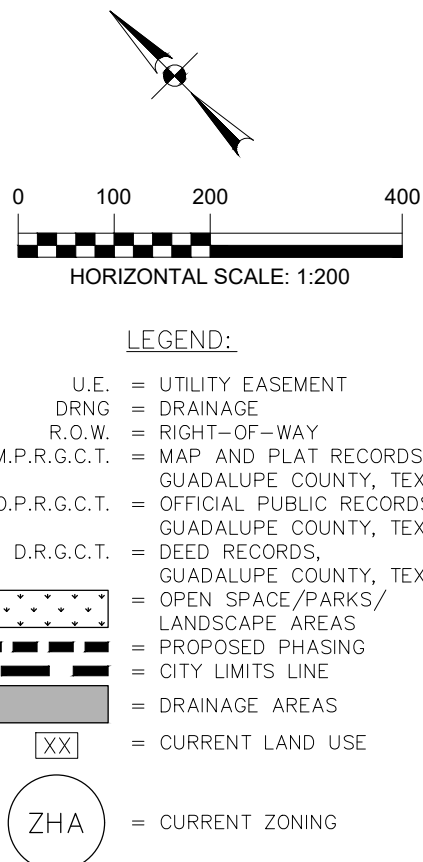 0 100 200 400
HORIZONTAL SCALE: 1:200
LEGEND:
U.E. = UTILITY EASEMENT
DRNG = DRAINAGE
R.O.W. = RIGHT-OF-WAY
M.P.R.G.C.T. = MAP AND PLAT RECORDS
GUADALUPE COUNTY, TEX
O.P.R.G.C.T. = OFFICIAL PUBLIC RECORDS
GUADALUPE COUNTY, TEX
D.R.G.C.T. = DEED RECORDS,
GUADALUPE COUNTY, TEX
= OPEN SPACE/PARKS/
LANDSCAPE AREAS
= PROPOSED PHASING
= CITY LIMITS LINE
= DRAINAGE AREAS
XX = CURRENT LAND USE
ZHA = CURRENT ZONING